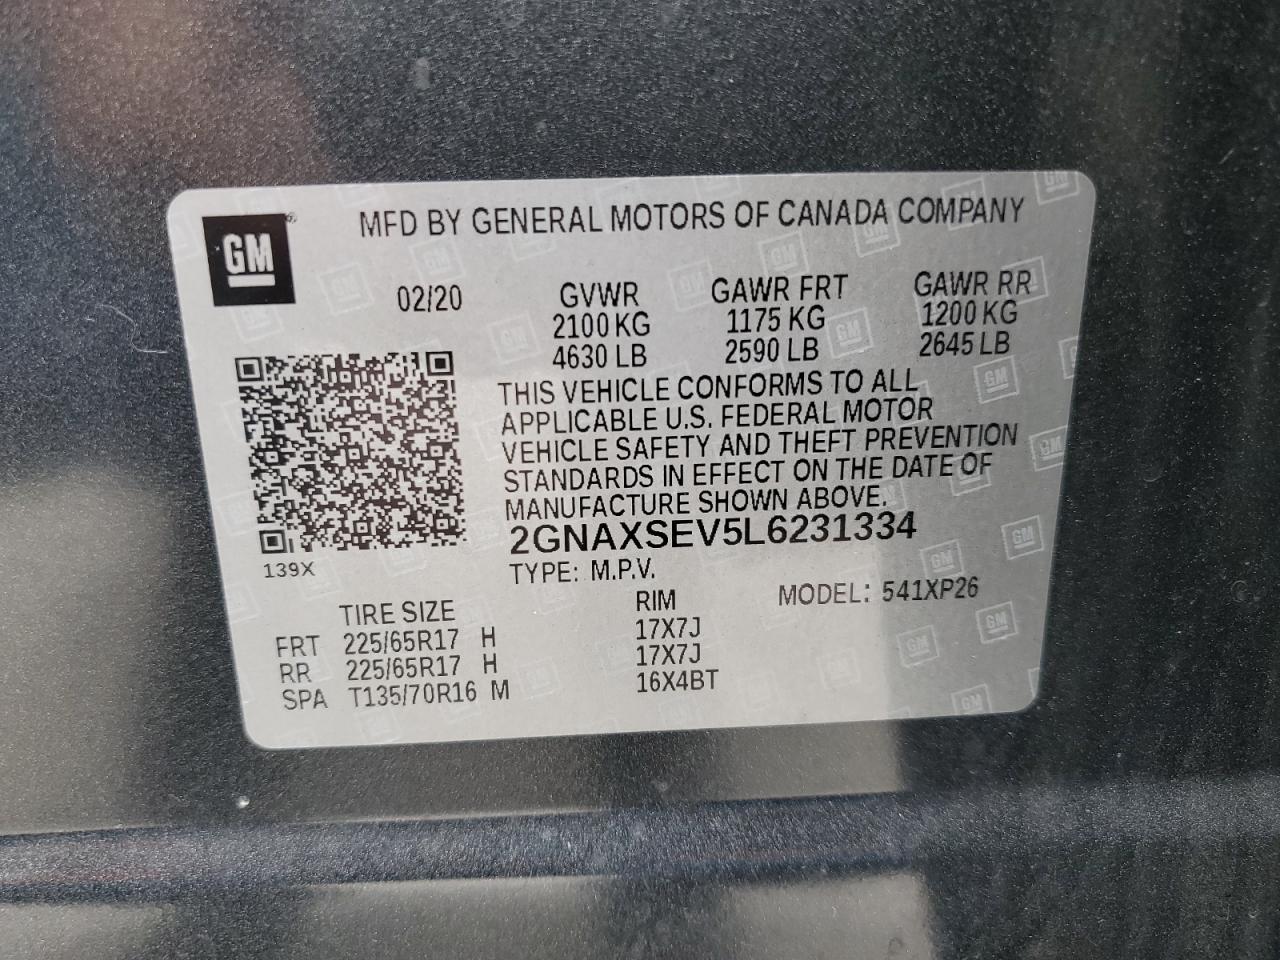 GM
MFD BY GENERAL MOTORS OF CANADA COMPANY
02/20 GVWR GAWR FRT GAWR RR
2100 KG 1175 KG 1200 KG
4630 LB 2590 LB 2645 LB
THIS VEHICLE CONFORMS TO ALL
APPLICABLE U.S. FEDERAL MOTOR
VEHICLE SAFETY AND THEFT PREVENTION
STANDARDS IN EFFECT ON THE DATE OF
MANUFACTURE SHOWN ABOVE.
2GNAXSEV5L6231334
139X
TYPE: M.P.V. MODEL: 541XP26
TIRE SIZE RIM
FRT 225/65R17 H 17X7J
RR 225/65R17 H 17X7J
SPA T135/70R16 M 16X4BT